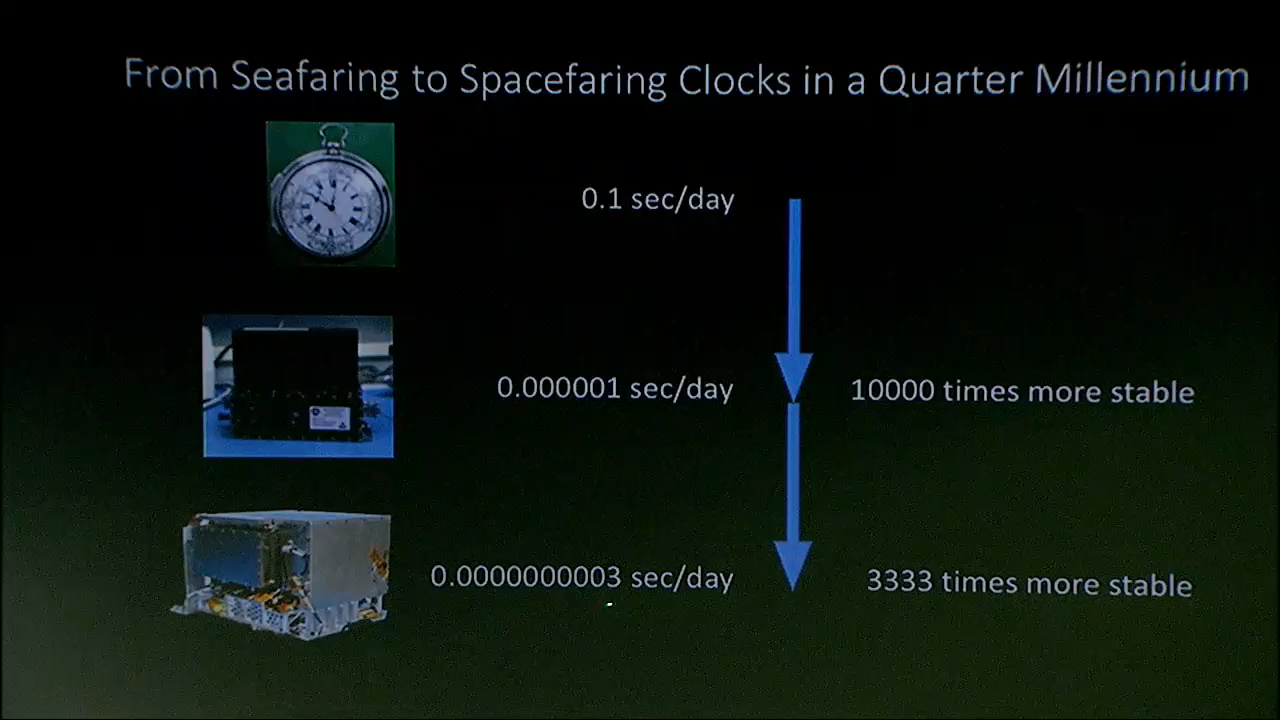 From Seafaring to Spacefaring Clocks in a Quarter Millennium
0.1 sec/day
0.000001 sec/day
10000 times more stable
0.0000000003 sec/day
3333 times more stable